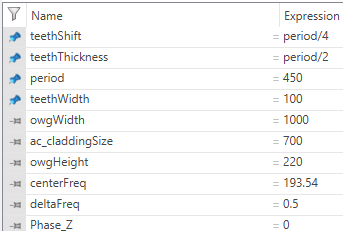 Name Expression
teethShift = period/4
teethThickness = period/2
period = 450
teethWidth = 100
owgWidth = 1000
ac_claddingSize = 700
owgHeight = 220
centerFreq = 193.54
deltaFreq = 0.5
Phase_Z = 0